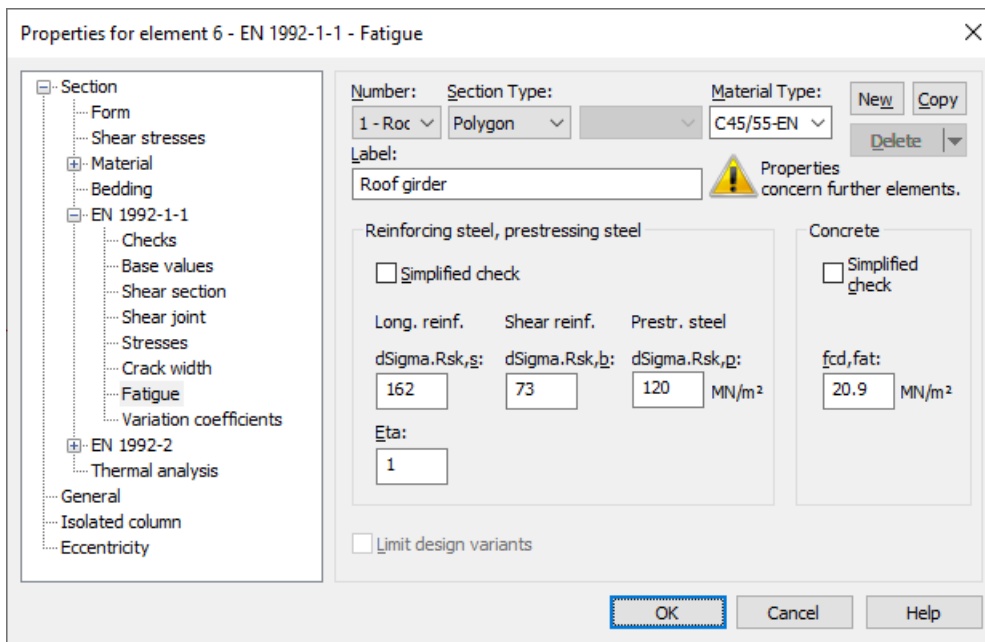 Properties for element 6 - EN 1992-1-1 - Fatigue
Section
Form
Shear stresses
Material
Bedding
EN 1992-1-1
Checks
Base values
Shear section
Shear joint
Stresses
Crack width
Fatigue
Variation coefficients
EN 1992-2
Thermal analysis
General
Isolated column
Eccentricity
Number: Section Type: Material Type:
1 - Roc Polygon C45/55-EN
New Copy
Delete
Label:
Roof girder
Properties
concern further elements.
Reinforcing steel, prestressing steel
Simplified check
Long. reinf. Shear reinf. Prestr. steel
dSigma.Rsk,s: dSigma.Rsk,b: dSigma.Rsk,p:
162 73 120 MN/m²
Eta:
1
Concrete
Simplified
check
fcd,fat:
20.9 MN/m²
Limit design variants
OK Cancel Help